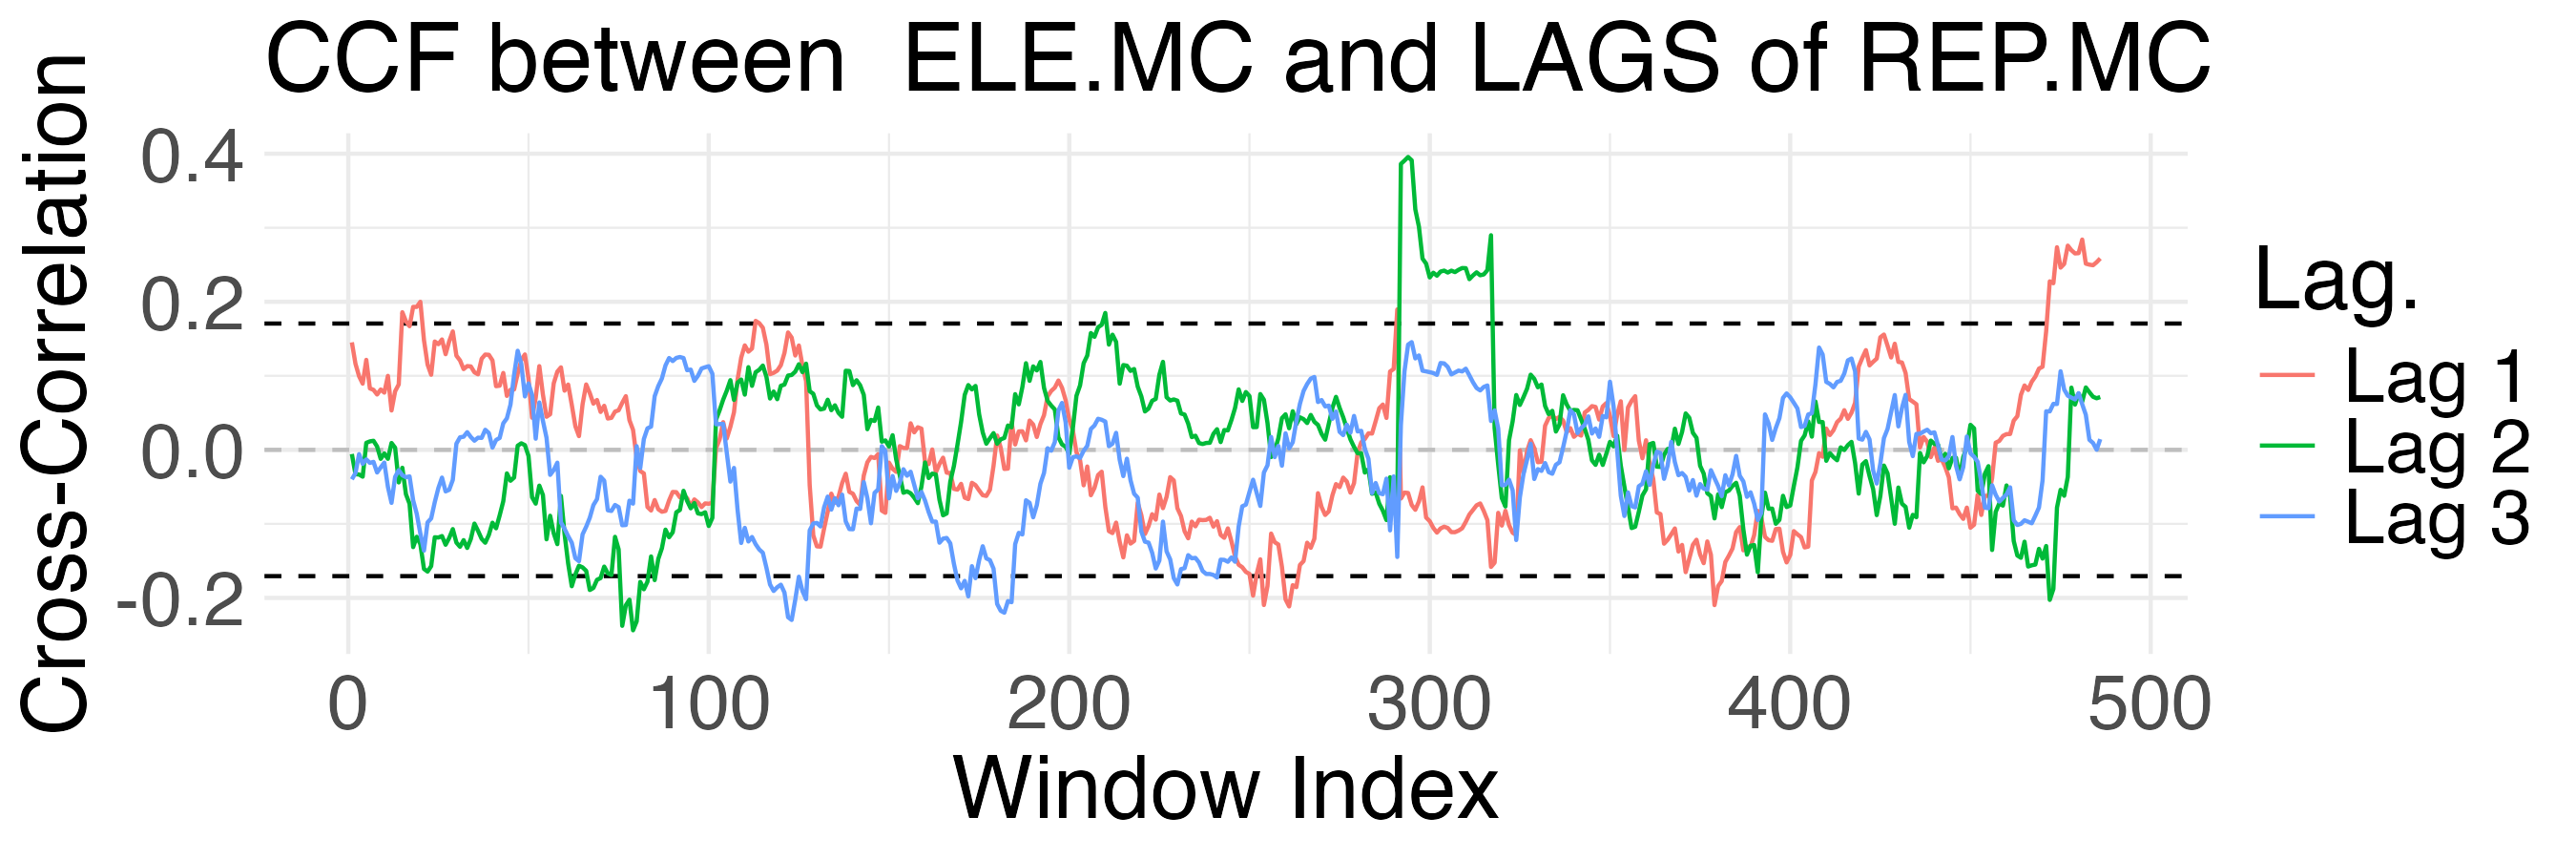 CCF between  ELE.MC and LAGS of REP.MC
Cross-Correlation
0.4
0.2
0.0
-0.2
0
100
200
300
400
500
Window Index
Lag.
Lag 1
Lag 2
Lag 3